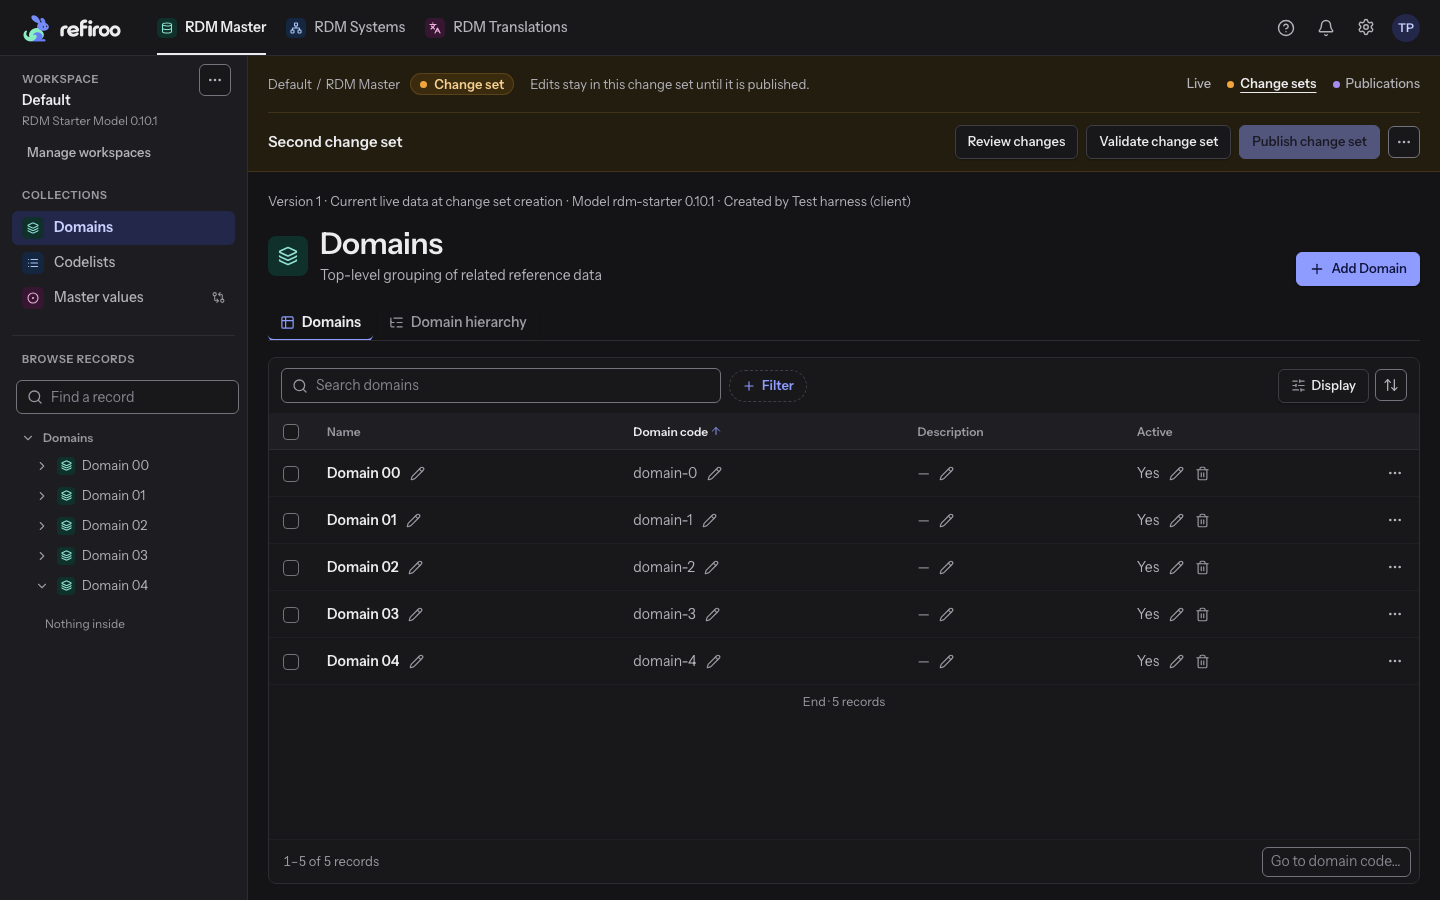 refiroo
RDM Master
RDM Systems
RDM Translations
TP
WORKSPACE
Default
RDM Starter Model 0.10.1
Manage workspaces
COLLECTIONS
Domains
Codelists
Master values
BROWSE RECORDS
Find a record
Domains
Domain 00
Domain 01
Domain 02
Domain 03
Domain 04
Nothing inside
Default / RDM Master
Change set
Edits stay in this change set until it is published.
Live
Change sets
Publications
Second change set
Review changes
Validate change set
Publish change set
Version 1 · Current live data at change set creation · Model rdm-starter 0.10.1 · Created by Test harness (client)
Domains
Top-level grouping of related reference data
+ Add Domain
Domains
Domain hierarchy
Search domains
+ Filter
Display
Name Domain code ↑ Description Active
Domain 00 domain-0 — Yes
Domain 01 domain-1 — Yes
Domain 02 domain-2 — Yes
Domain 03 domain-3 — Yes
Domain 04 domain-4 — Yes
End · 5 records
1–5 of 5 records
Go to domain code...